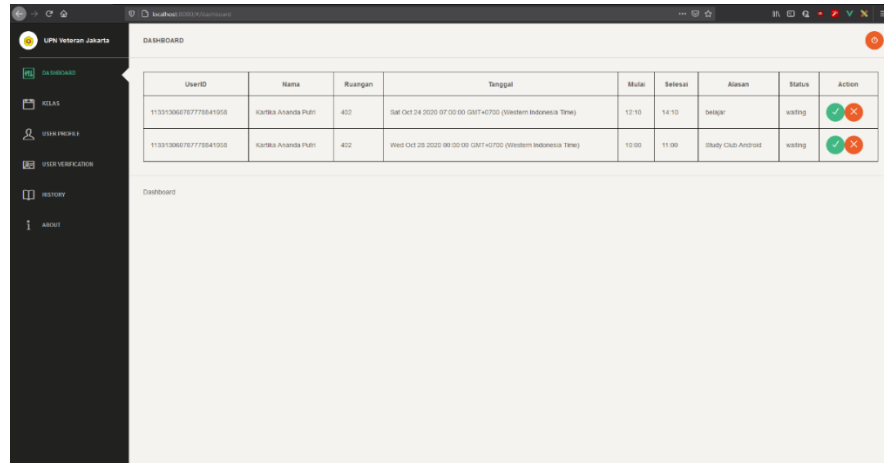 UPN Veteran Jakarta
DASHBOARD
DASHBOARD
KELAS
USER PROFILE
USER VERIFICATION
HISTORY
ABOUT
UserID Nama Ruangan Tanggal Mulai Selesai Alasan Status Action
Kartika Ananda Putri 402 Sat Oct 24 2020 07:00:00 GMT+0700 (Western Indonesia Time) 12:10 14:10 belajar waiting
Kartika Ananda Putri 402 Wed Oct 28 2020 00:00:00 GMT+0700 (Western Indonesia Time) 10:00 11:00 Study Club Android waiting
Dashboard